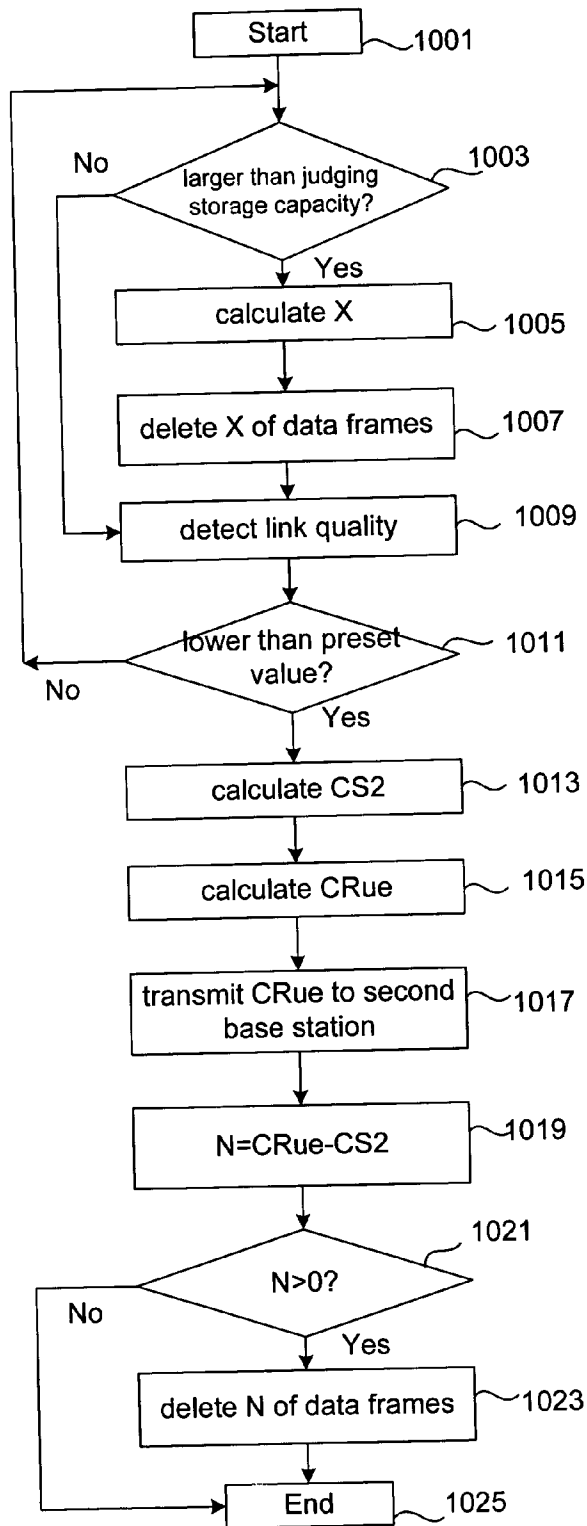 Start
1001
No
larger than judging
storage capacity?
1003
Yes
calculate X
1005
delete X of data frames
1007
detect link quality
1009
lower than preset
value?
1011
No
Yes
calculate CS2
1013
calculate CRue
1015
transmit CRue to second
base station
1017
N=CRue-CS2
1019
N>0?
1021
No
Yes
delete N of data frames
1023
End
1025